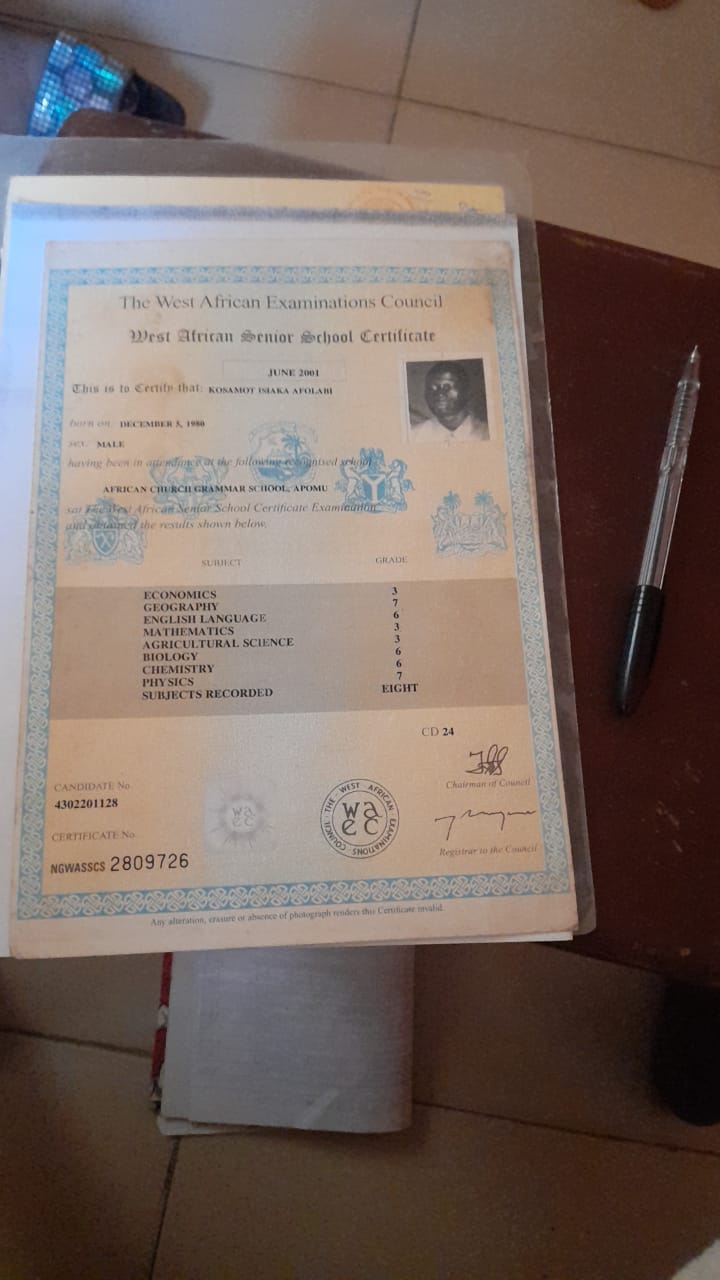 The West African Examinations Council
West African Senior School Certificate
JUNE 2001
This is to Certify that: KOSAMOT ISIAKA AFOLABI
born on: DECEMBER 5, 1980
sex: MALE
having been in attendance at the following recognised school
AFRICAN CHURCH GRAMMAR SCHOOL, APOMU
sat The West African Senior School Certificate Examination
and obtained the results shown below.
SUBJECT GRADE
ECONOMICS 3
GEOGRAPHY 7
ENGLISH LANGUAGE 6
MATHEMATICS 3
AGRICULTURAL SCIENCE 3
BIOLOGY 6
CHEMISTRY 6
PHYSICS 7
SUBJECTS RECORDED EIGHT
CD 24
Chairman of Council
CANDIDATE No.
4302201128
waec
THE WEST AFRICAN EXAMINATIONS COUNCIL
waec
CERTIFICATE No.
Registrar to the Council
NGWASSCS 2809726
Any alteration, erasure or absence of photograph renders this Certificate invalid.